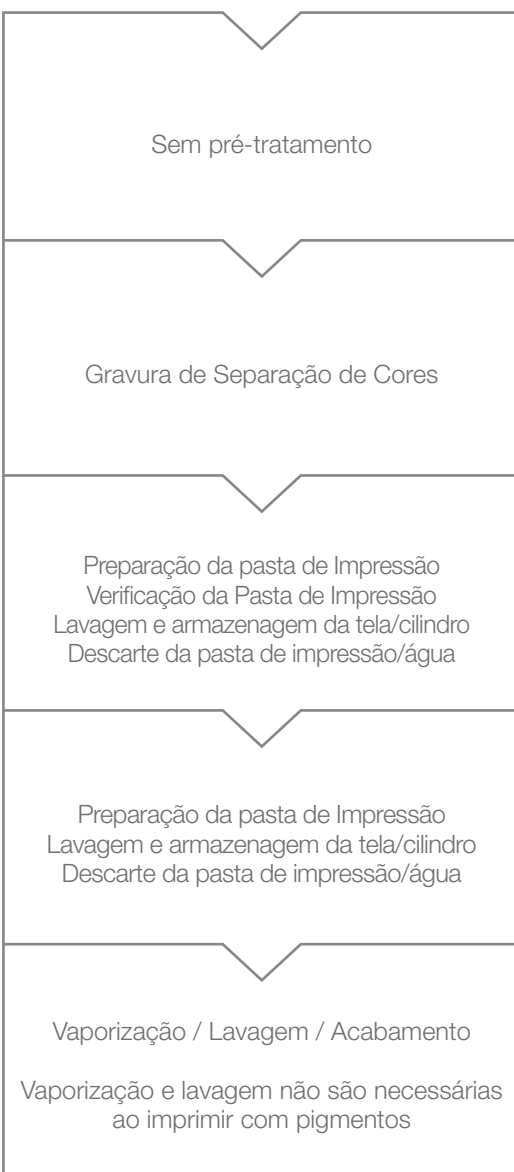 Sem pré-tratamento
Gravura de Separação de Cores
Preparação da pasta de Impressão
Verificação da Pasta de Impressão
Lavagem e armazenagem da tela/cilindro
Descarte da pasta de impressão/água
Preparação da pasta de Impressão
Lavagem e armazenagem da tela/cilindro
Descarte da pasta de impressão/água
Vaporização / Lavagem / Acabamento
Vaporização e lavagem não são necessárias
ao imprimir com pigmentos